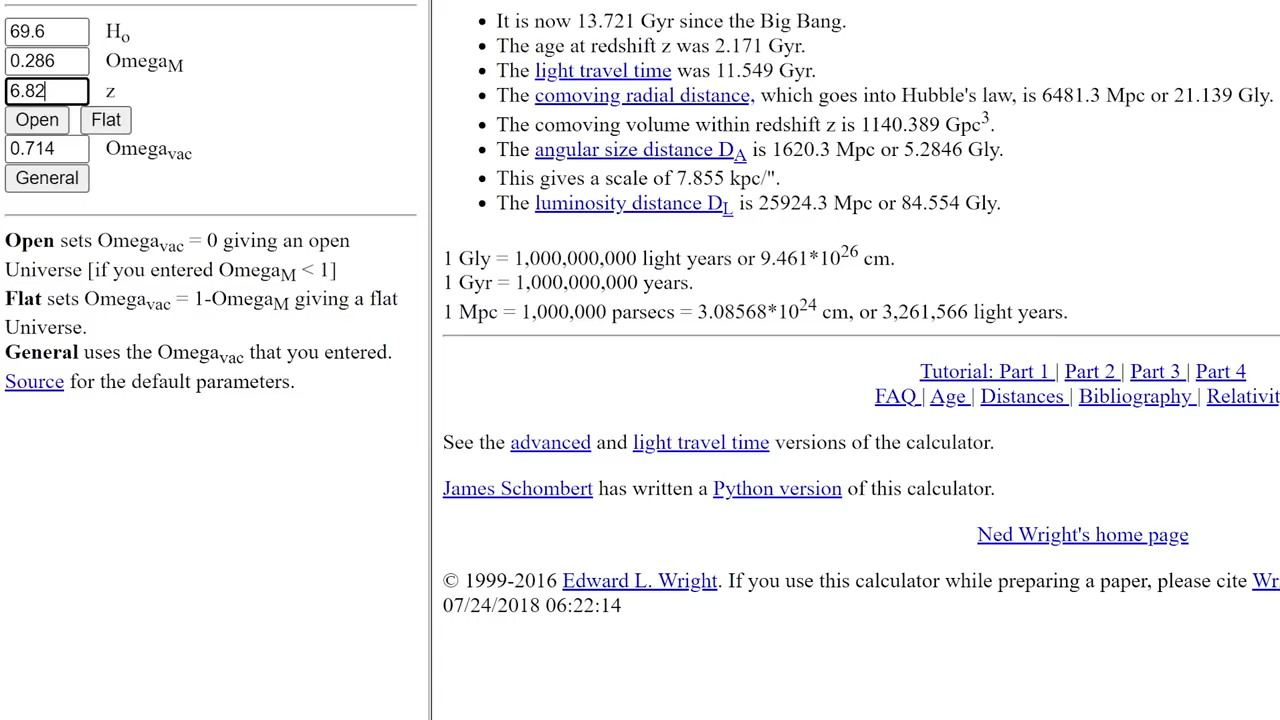 69.6 Ho
0.286 OmegaM
6.82 z
Open Flat
0.714 Omegavac
General
Open sets Omegavac = 0 giving an open
Universe [if you entered OmegaM < 1]
Flat sets Omegavac = 1-OmegaM giving a flat
Universe.
General uses the Omegavac that you entered.
Source for the default parameters.
• It is now 13.721 Gyr since the Big Bang.
• The age at redshift z was 2.171 Gyr.
• The light travel time was 11.549 Gyr.
• The comoving radial distance, which goes into Hubble's law, is 6481.3 Mpc or 21.139 Gly.
• The comoving volume within redshift z is 1140.389 Gpc3.
• The angular size distance DA is 1620.3 Mpc or 5.2846 Gly.
• This gives a scale of 7.855 kpc/".
• The luminosity distance DL is 25924.3 Mpc or 84.554 Gly.
1 Gly = 1,000,000,000 light years or 9.461*1026 cm.
1 Gyr = 1,000,000,000 years.
1 Mpc = 1,000,000 parsecs = 3.08568*1024 cm, or 3,261,566 light years.
Tutorial: Part 1 | Part 2 | Part 3 | Part 4
FAQ | Age | Distances | Bibliography | Relativit
See the advanced and light travel time versions of the calculator.
James Schombert has written a Python version of this calculator.
Ned Wright's home page
© 1999-2016 Edward L. Wright. If you use this calculator while preparing a paper, please cite Wr
07/24/2018 06:22:14